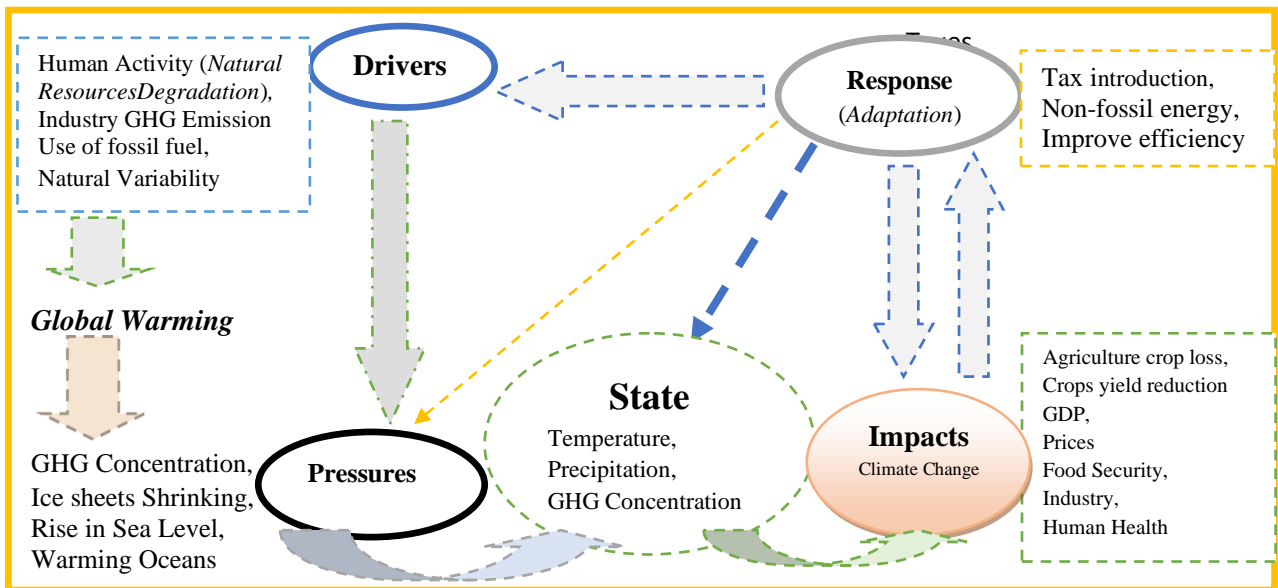 Human Activity (Natural
ResourcesDegradation),
Industry GHG Emission
Use of fossil fuel,
Natural Variability
Drivers
Response
(Adaptation)
Tax introduction,
Non-fossil energy,
Improve efficiency
Global Warming
GHG Concentration,
Ice sheets Shrinking,
Rise in Sea Level,
Warming Oceans
Pressures
State
Temperature,
Precipitation,
GHG Concentration
Impacts
Climate Change
Agriculture crop loss,
Crops yield reduction
GDP,
Prices
Food Security,
Industry,
Human Health